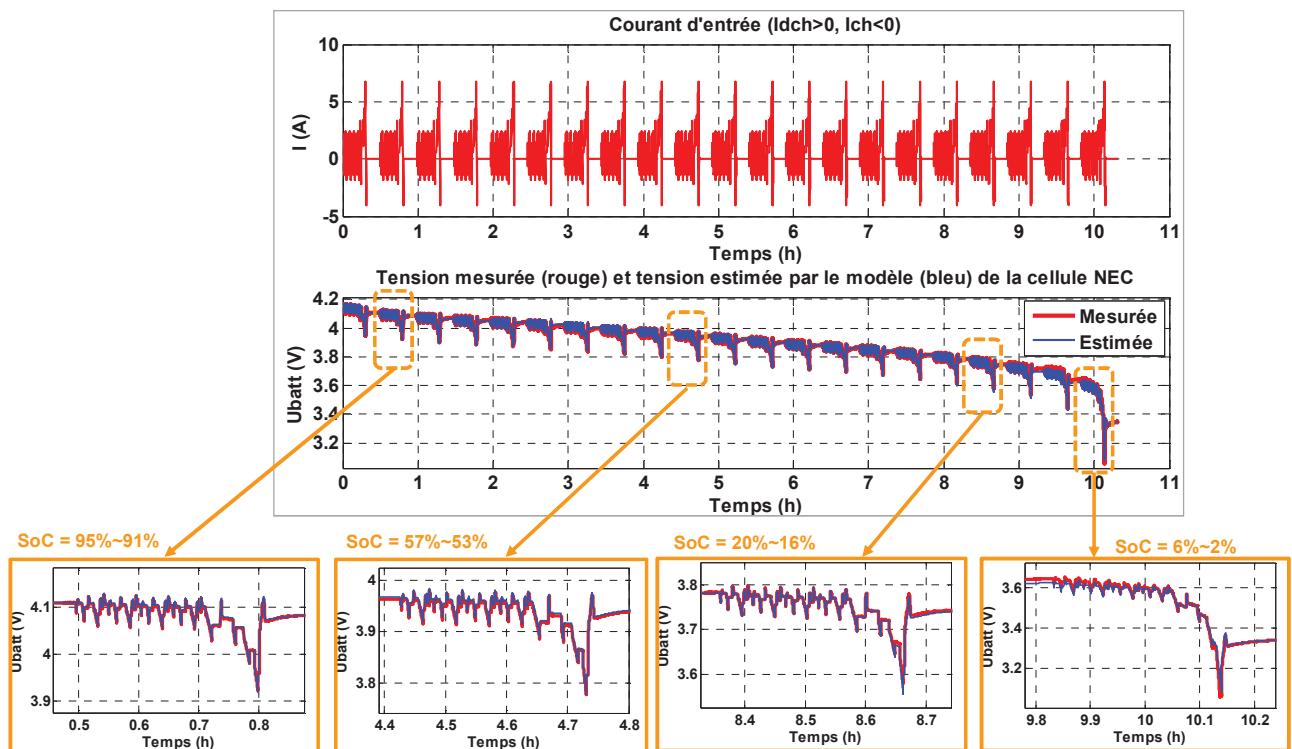 Courant d'entrée (Idch>0, Ich<0)
10
5
0
-5
I (A)
0 1 2 3 4 5 6 7 8 9 10 11
Temps (h)
Tension mesurée (rouge) et tension estimée par le modèle (bleu) de la cellule NEC
4.2
4
3.8
3.6
3.4
3.2
Ubatt (V)
Mesurée
Estimée
0 1 2 3 4 5 6 7 8 9 10 11
Temps (h)
SoC = 95%~91%
4.1
4
3.9
Ubatt (V)
0.5 0.6 0.7 0.8
Temps (h)
SoC = 57%~53%
4
3.9
3.8
Ubatt (V)
4.4 4.5 4.6 4.7 4.8
Temps (h)
SoC = 20%~16%
3.8
3.7
3.6
Ubatt (V)
8.4 8.5 8.6 8.7
Temps (h)
SoC = 6%~2%
3.6
3.4
3.2
Ubatt (V)
9.8 9.9 10 10.1 10.2
Temps (h)